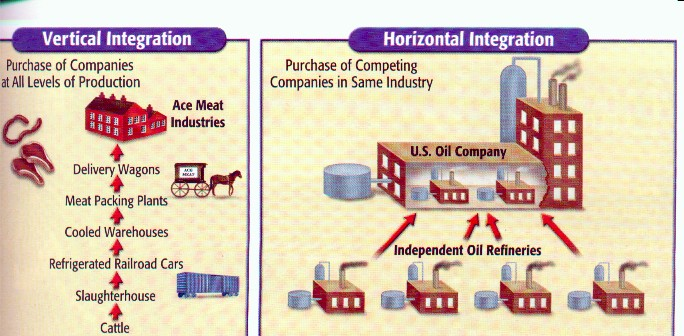 Vertical Integration
Purchase of Companies
at All Levels of Production
Ace Meat
Industries
Delivery Wagons
ACE
MEAT
Meat Packing Plants
Cooled Warehouses
Refrigerated Railroad Cars
Slaughterhouse
Cattle
Horizontal Integration
Purchase of Competing
Companies in Same Industry
U.S. Oil Company
Independent Oil Refineries